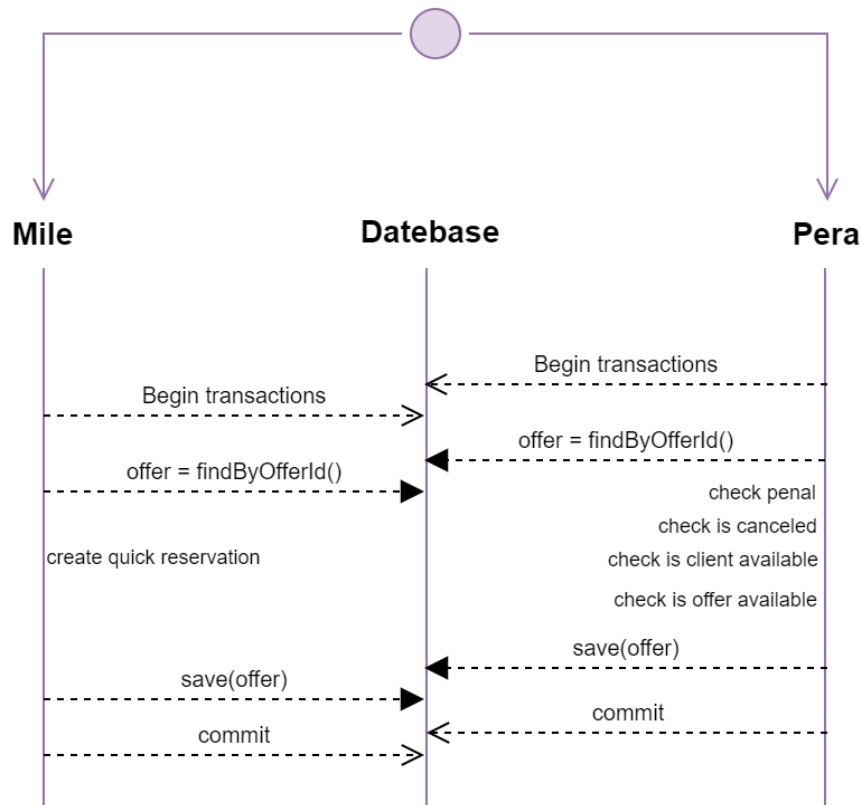 Mile
Datebase
Pera
Begin transactions
Begin transactions
offer = findByOfferId()
offer = findByOfferId()
check penal
check is canceled
create quick reservation
check is client available
check is offer available
save(offer)
save(offer)
commit
commit